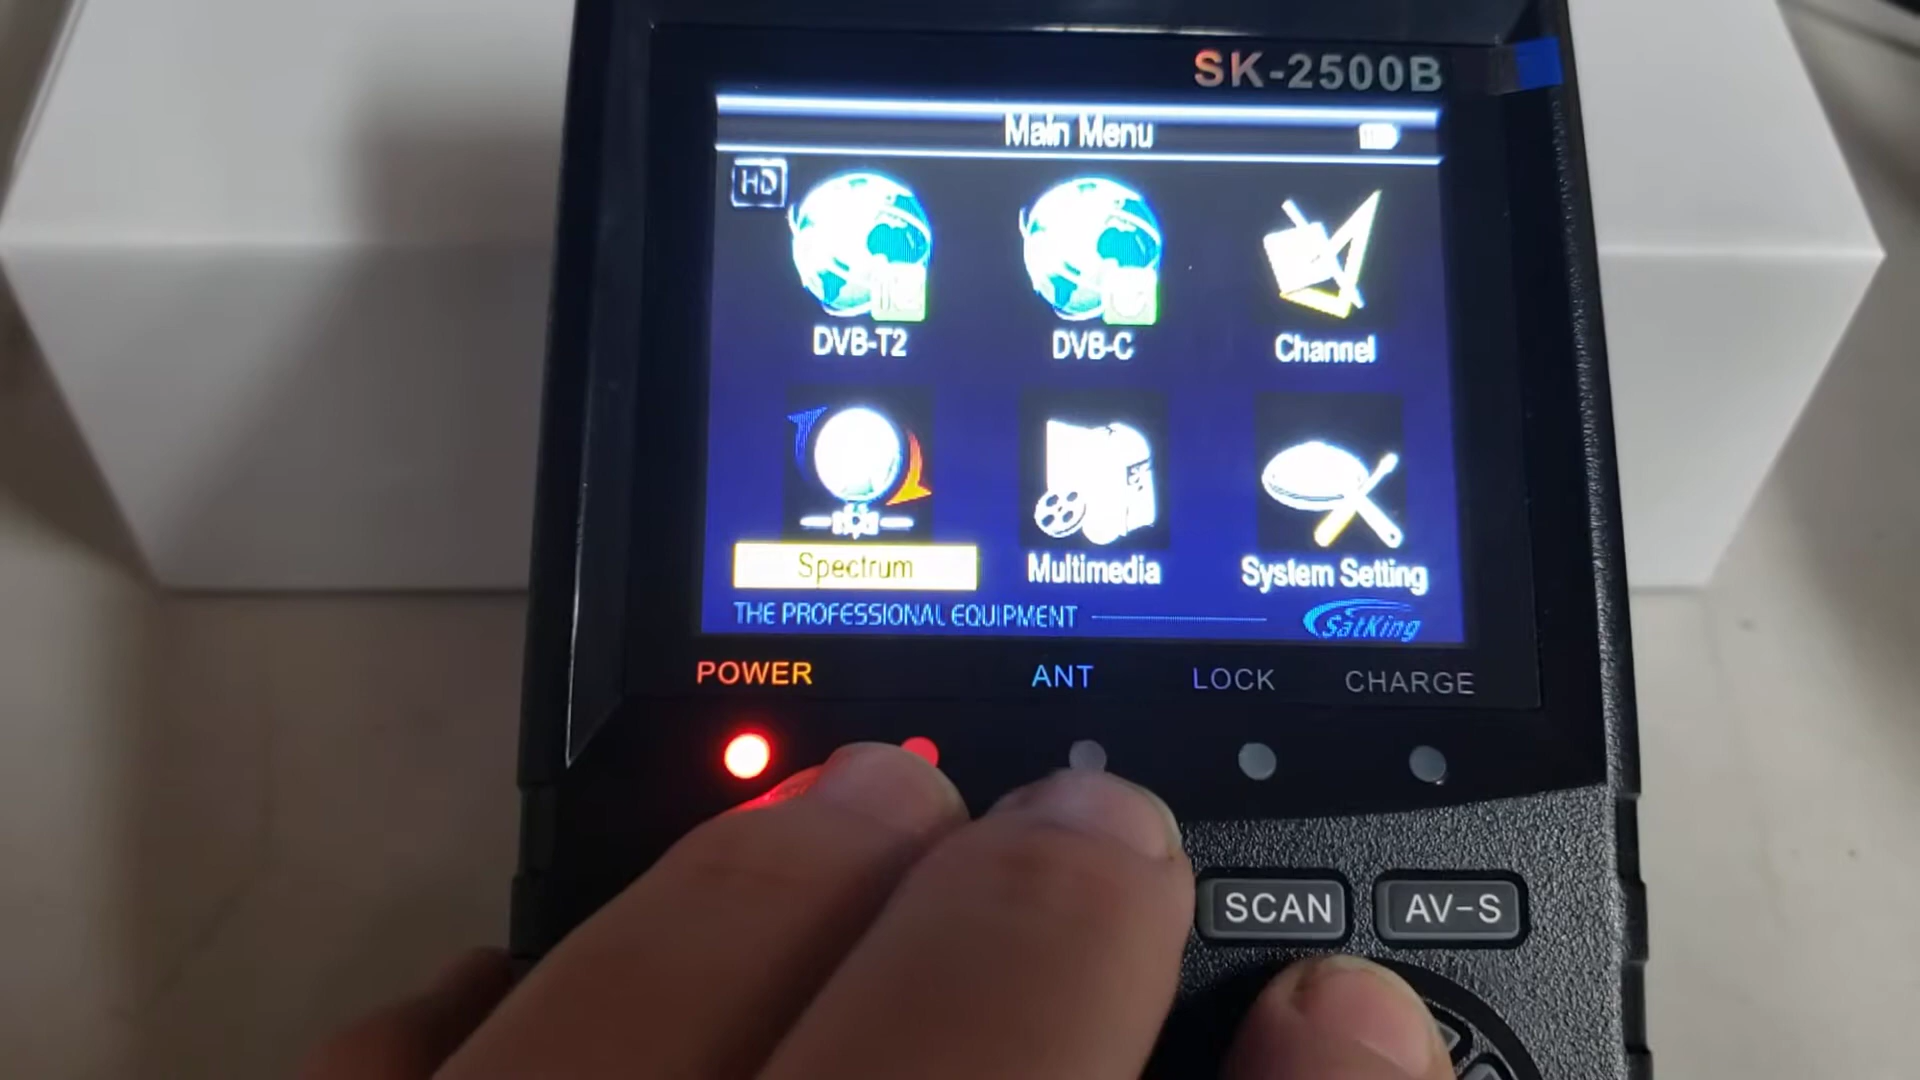 SK-2500B
Main Menu
HD
DVB-T2
DVB-C
Channel
Spectrum
Multimedia
System Setting
THE PROFESSIONAL EQUIPMENT
SatKing
POWER
ANT
LOCK
CHARGE
SCAN
AV-S